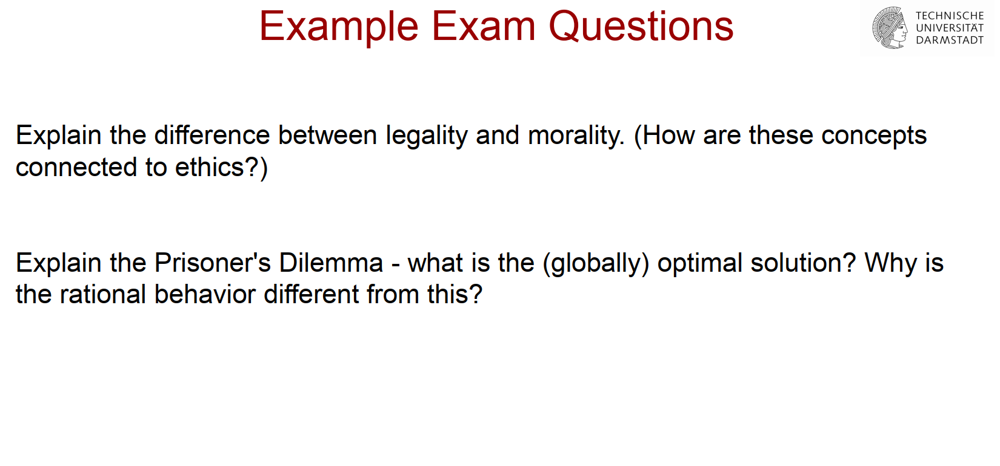 Example Exam Questions
TECHNISCHE
UNIVERSITÄT
DARMSTADT
Explain the difference between legality and morality. (How are these concepts
connected to ethics?)
Explain the Prisoner's Dilemma - what is the (globally) optimal solution? Why is
the rational behavior different from this?